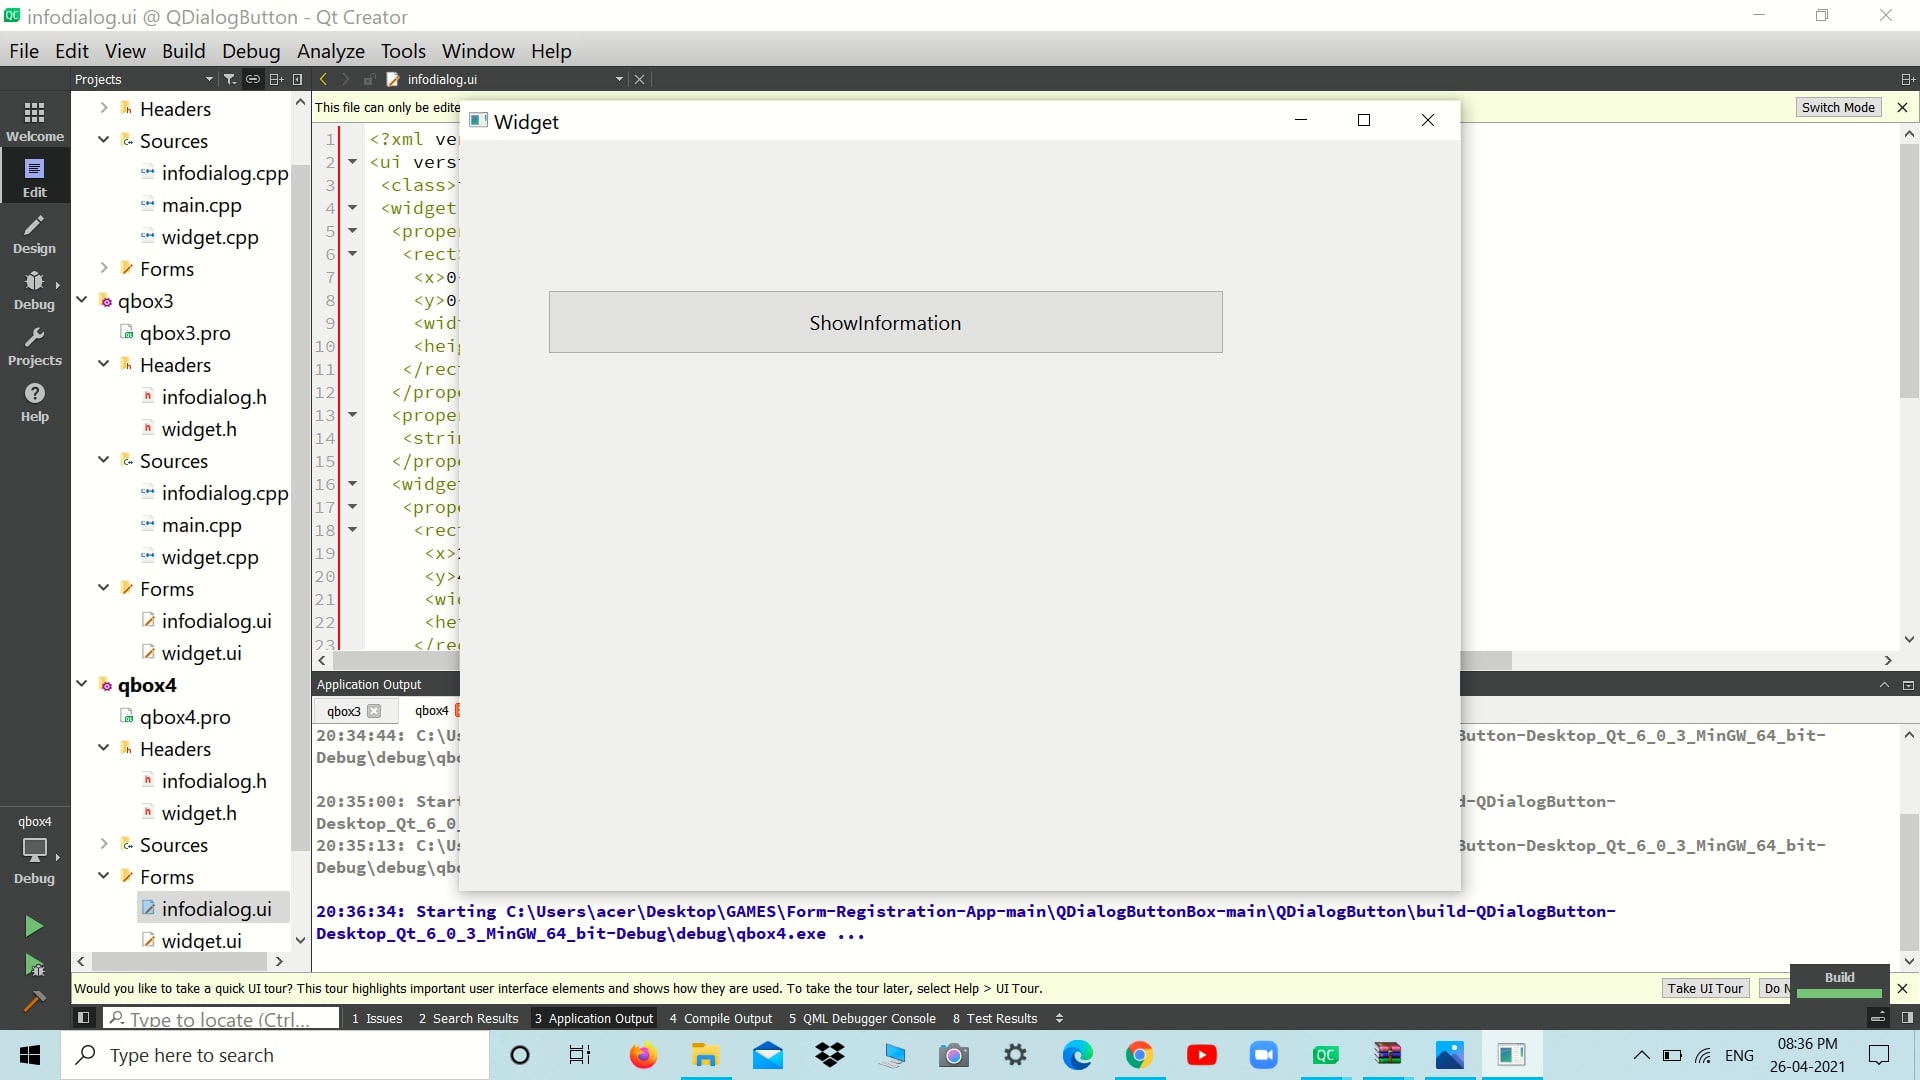 infodialog.ui @ QDialogButton - Qt Creator
File Edit View Build Debug Analyze Tools Window Help
Projects
infodialog.ui
This file can only be edite
Switch Mode
Widget
ShowInformation
Welcome
Edit
Design
Debug
Projects
Help
Headers
Sources
infodialog.cpp
main.cpp
widget.cpp
Forms
qbox3
qbox3.pro
Headers
infodialog.h
widget.h
Sources
infodialog.cpp
main.cpp
widget.cpp
Forms
infodialog.ui
widget.ui
qbox4
qbox4.pro
Headers
infodialog.h
widget.h
Sources
Forms
infodialog.ui
widget.ui
1 <?xml ve
2 <ui vers
3 <class>
4 <widget
5 <prope
6 <rect
7 <x>0
8 <y>0
9 <wid
10 <hei
11 </rec
12 </prop
13 <prope
14 <stri
15 </prop
16 <widge
17 <prop
18 <rec
19 <x>
20 <y>
21 <wi
22 <he
23 </re
Application Output
qbox3
qbox4
20:34:44: C:\U
Button-Desktop_Qt_6_0_3_MinGW_64_bit-
Debug\debug\qb
20:35:00: Star
d-QDialogButton-
Desktop_Qt_6_0
20:35:13: C:\U
Button-Desktop_Qt_6_0_3_MinGW_64_bit-
Debug\debug\qb
20:36:34: Starting C:\Users\acer\Desktop\GAMES\Form-Registration-App-main\QDialogButtonBox-main\QDialogButton\build-QDialogButton-
Desktop_Qt_6_0_3_MinGW_64_bit-Debug\debug\qbox4.exe ...
qbox4
Debug
Would you like to take a quick UI tour? This tour highlights important user interface elements and shows how they are used. To take the tour later, select Help > UI Tour.
Take UI Tour
Do N
Build
Type to locate (Ctrl...
1 Issues 2 Search Results 3 Application Output 4 Compile Output 5 QML Debugger Console 8 Test Results
Type here to search
QC
ENG
08:36 PM
26-04-2021